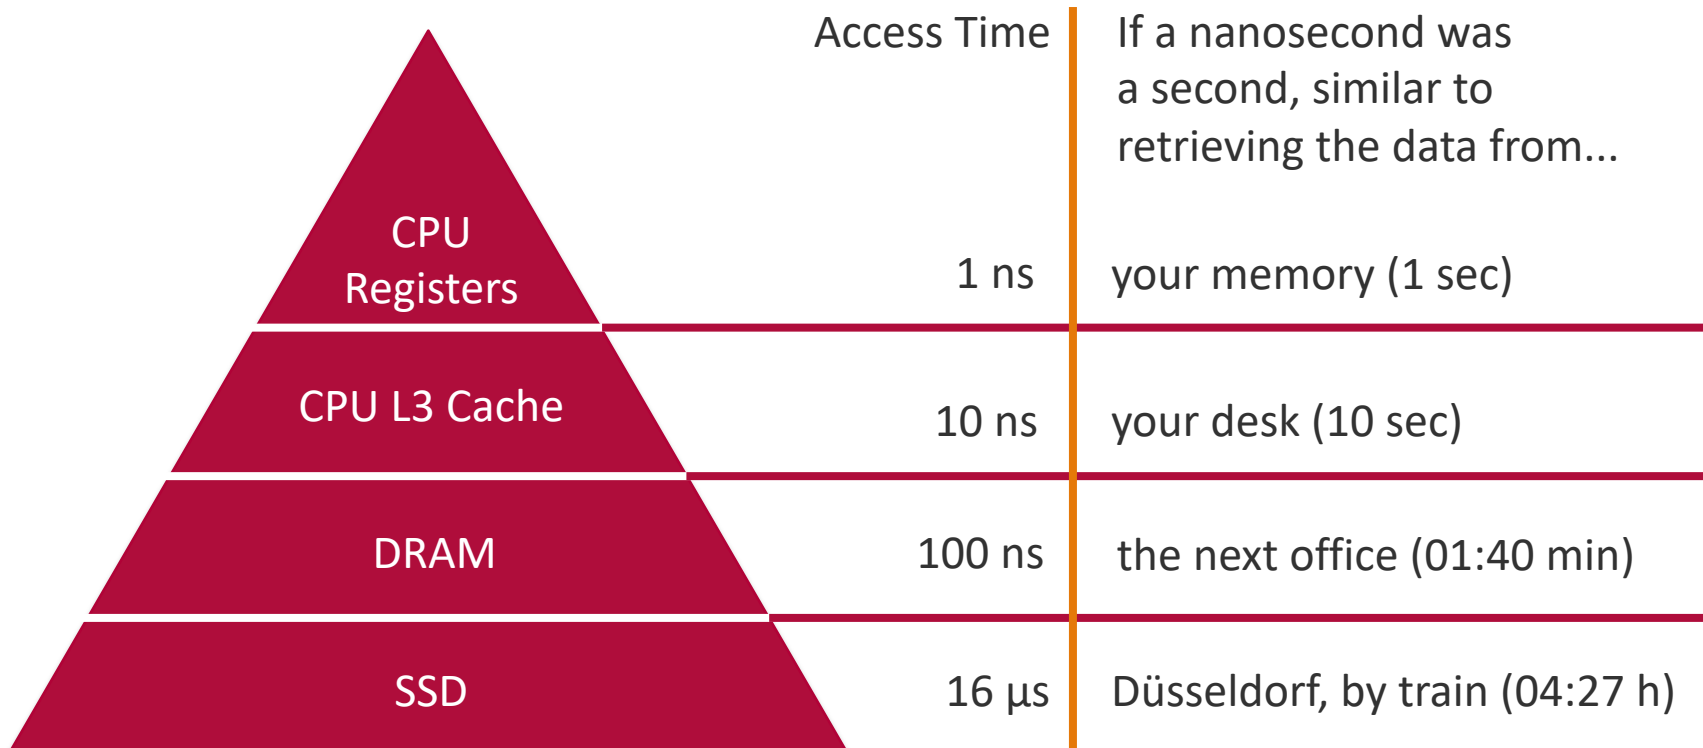 Access Time
If a nanosecond was
a second, similar to
retrieving the data from...
CPU
Registers
1 ns
your memory (1 sec)
CPU L3 Cache
10 ns
your desk (10 sec)
DRAM
100 ns
the next office (01:40 min)
SSD
16 µs
Düsseldorf, by train (04:27 h)